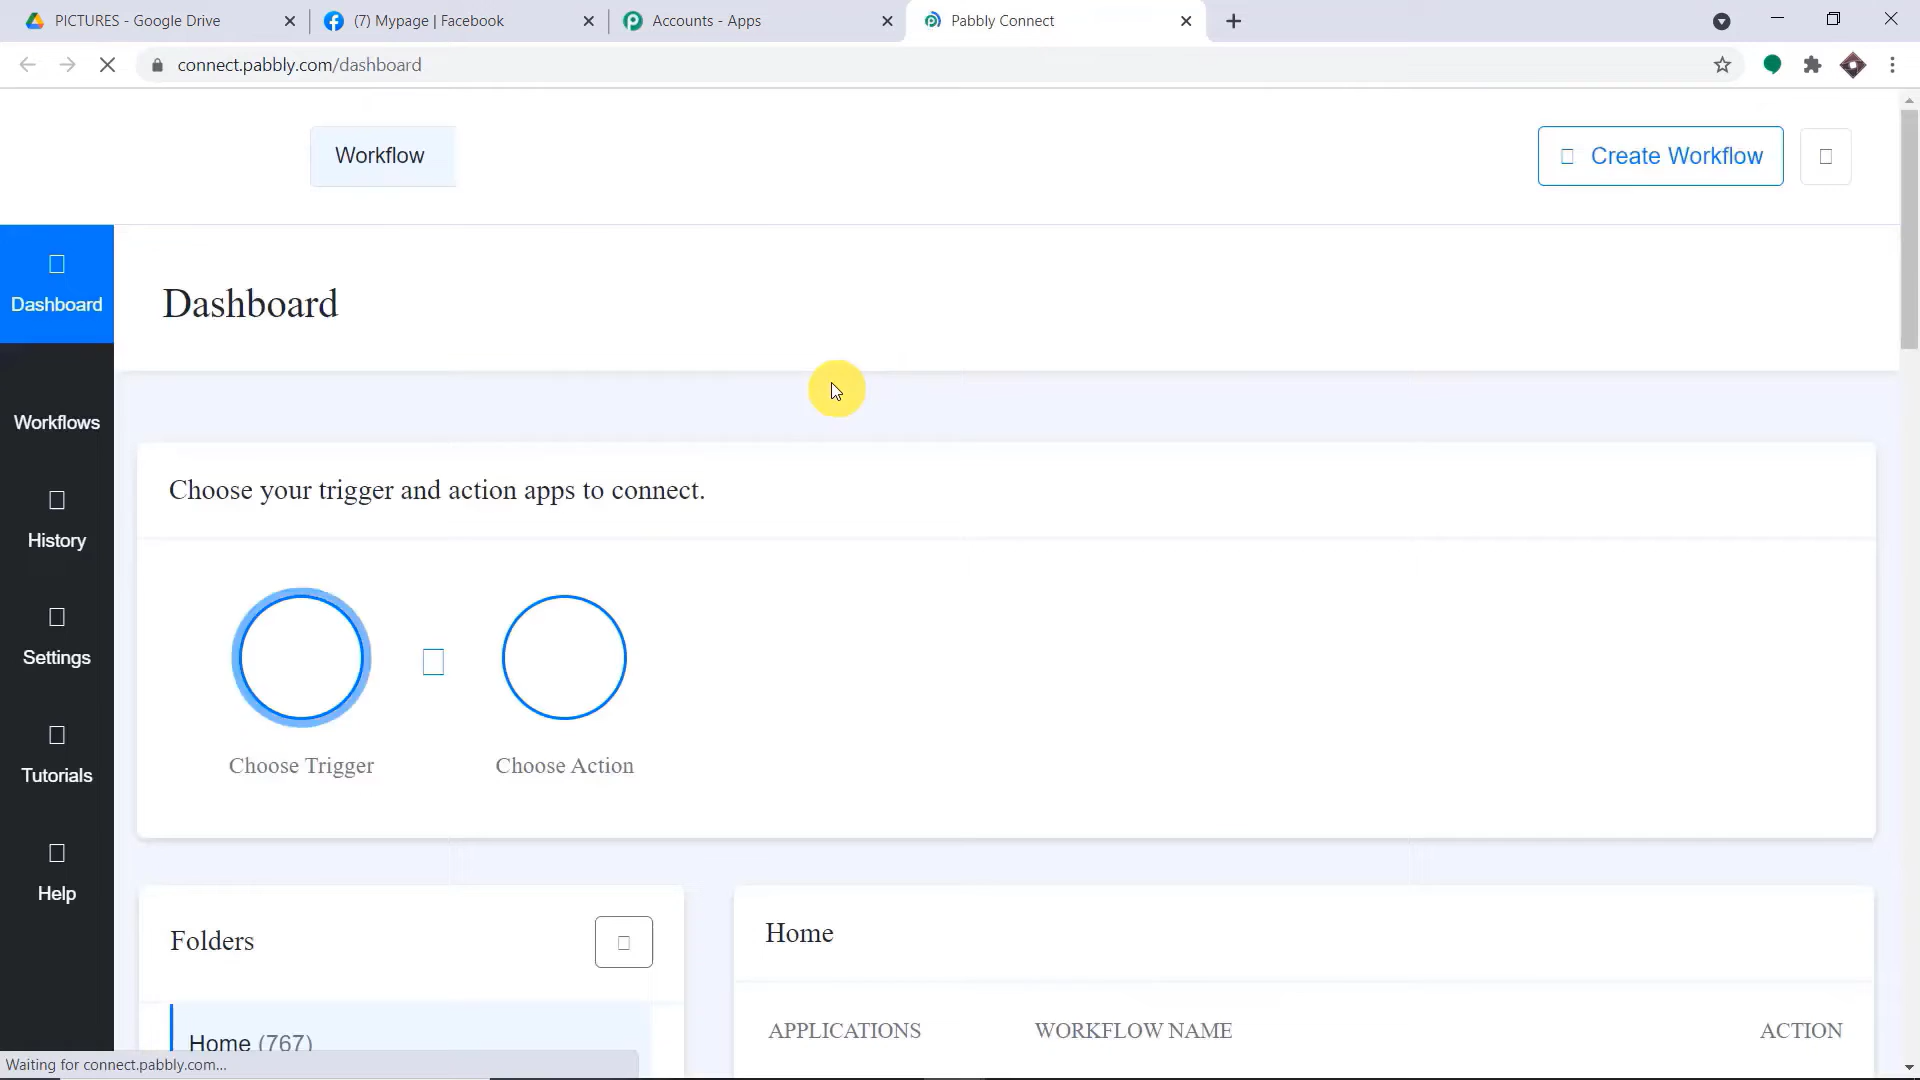 PICTURES - Google Drive
(7) Mypage | Facebook
Accounts - Apps
Pabbly Connect
connect.pabbly.com/dashboard
Workflow
Create Workflow
Dashboard
Dashboard
Workflows
History
Settings
Tutorials
Help
Choose your trigger and action apps to connect.
Choose Trigger
Choose Action
Folders
Home (767)
Home
APPLICATIONS
WORKFLOW NAME
ACTION
Waiting for connect.pabbly.com...